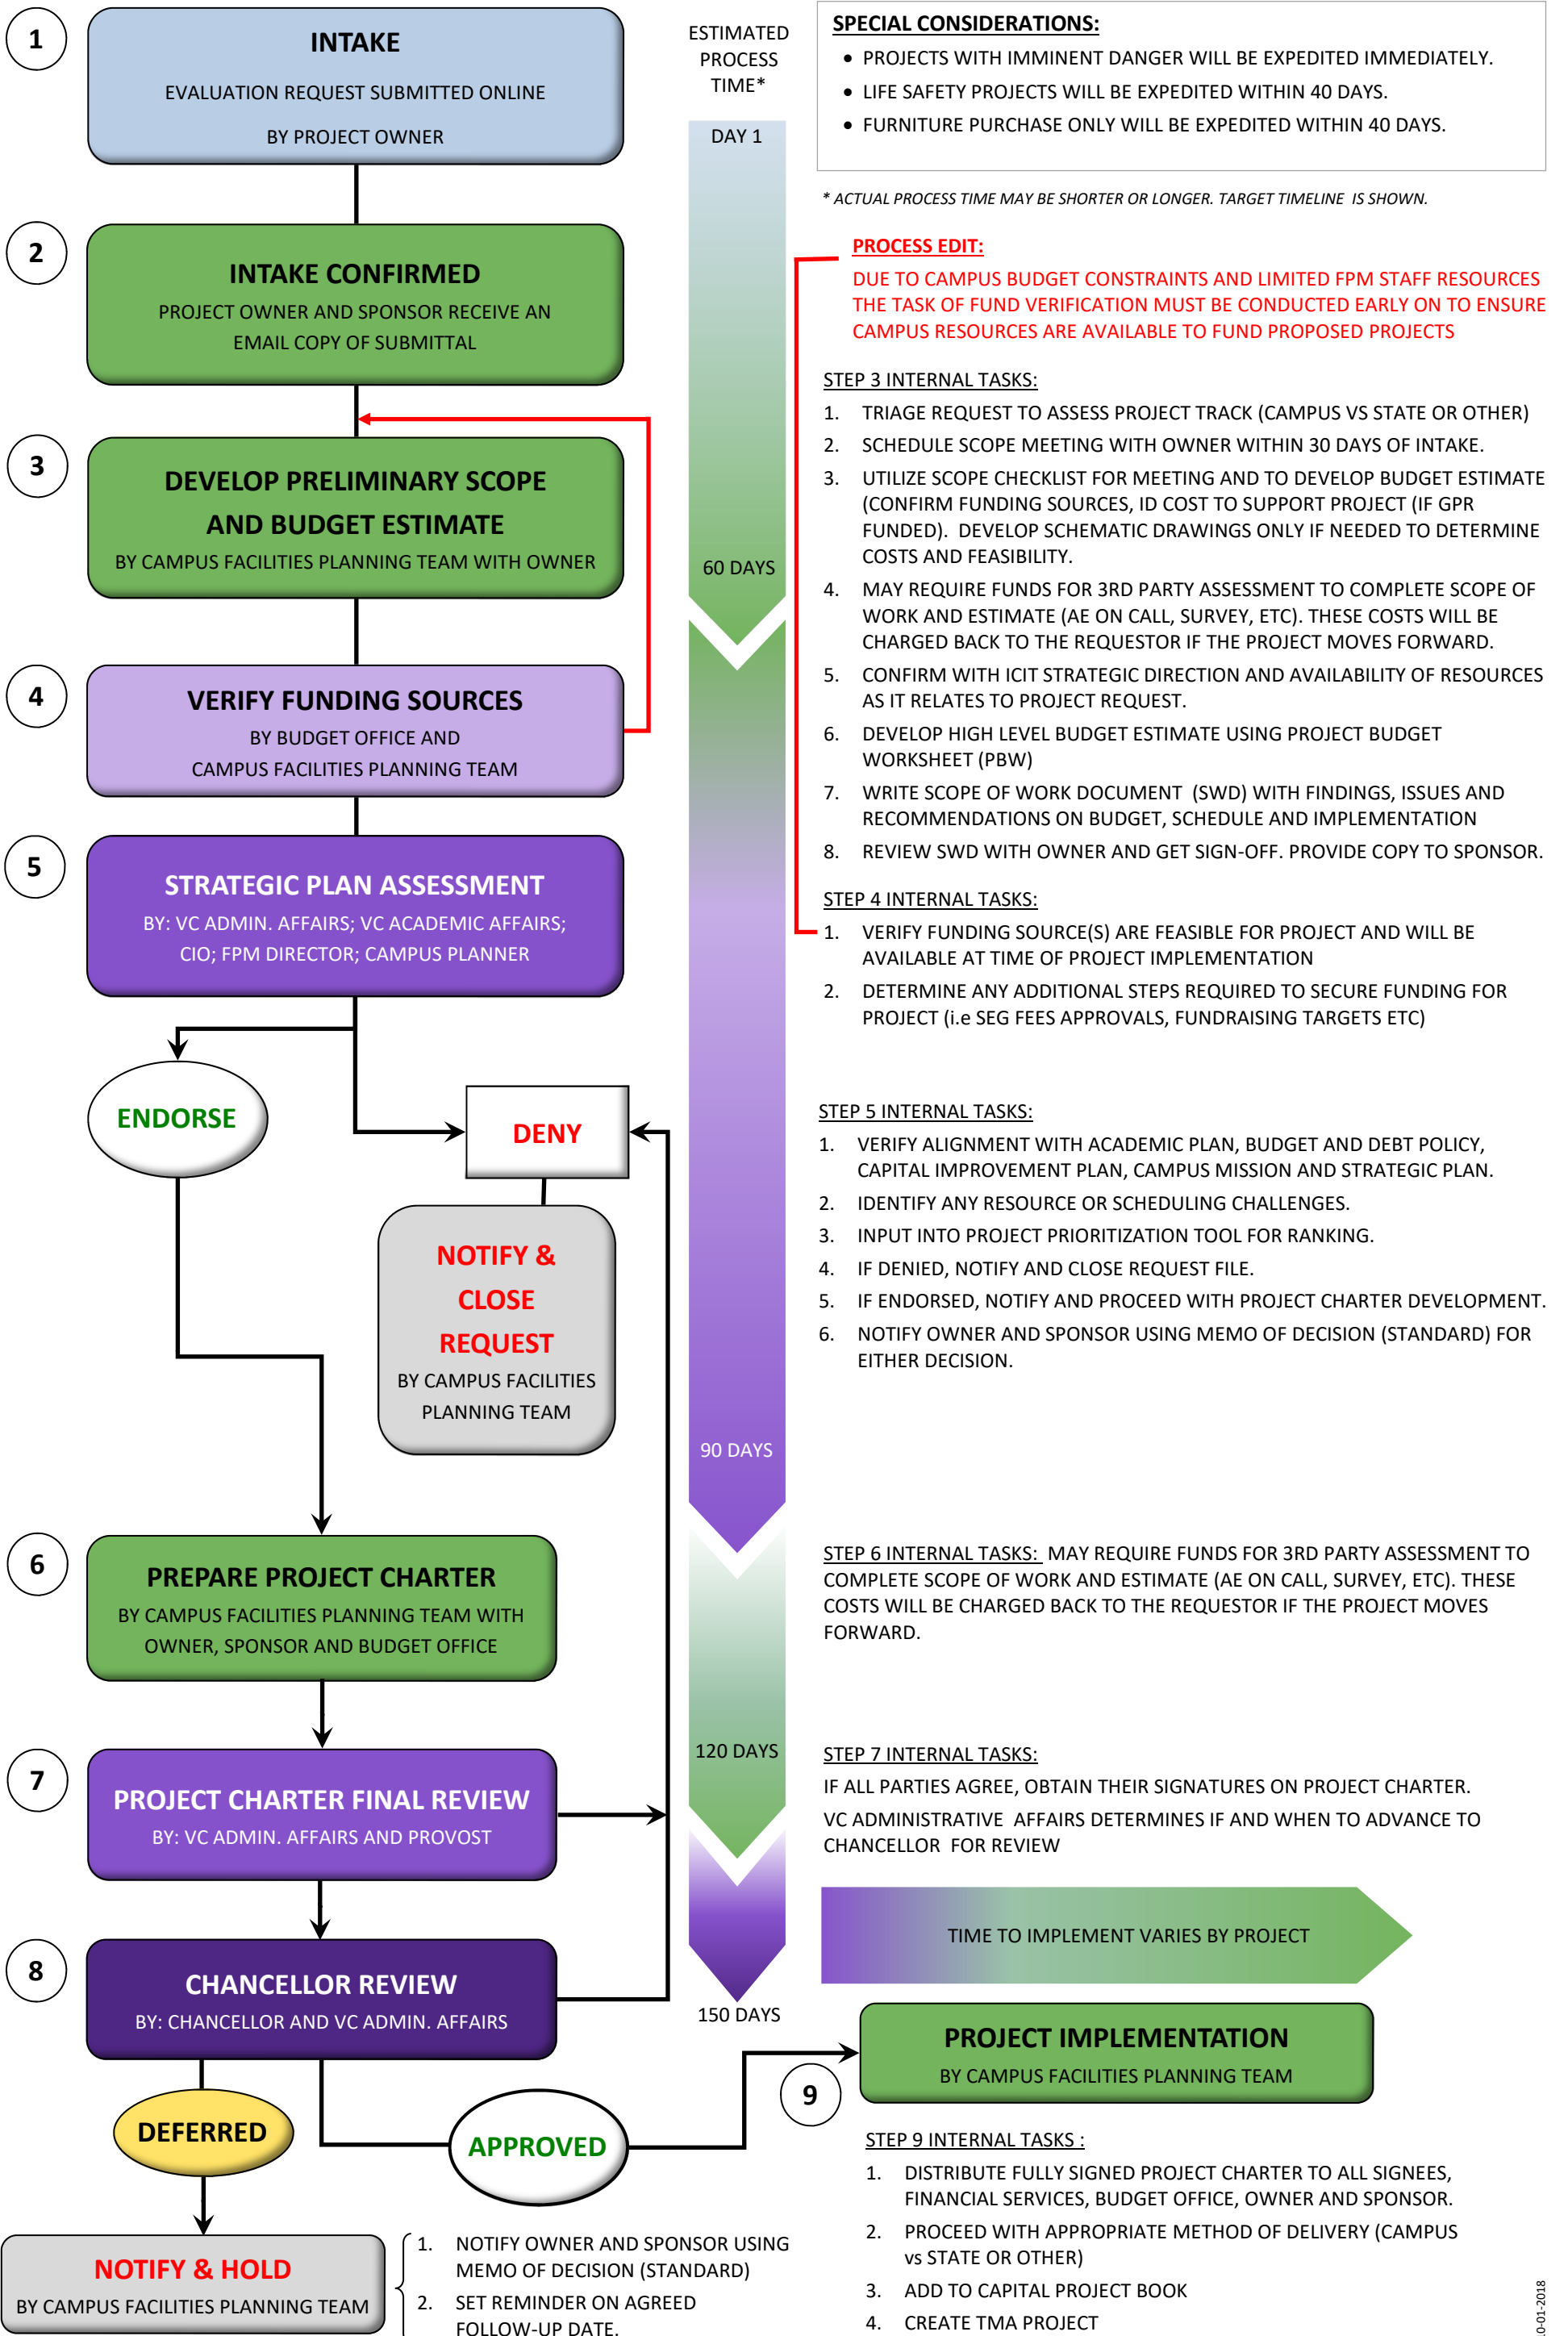 1
INTAKE
EVALUATION REQUEST SUBMITTED ONLINE
BY PROJECT OWNER
2
INTAKE CONFIRMED
PROJECT OWNER AND SPONSOR RECEIVE AN
EMAIL COPY OF SUBMITTAL
3
DEVELOP PRELIMINARY SCOPE
AND BUDGET ESTIMATE
BY CAMPUS FACILITIES PLANNING TEAM WITH OWNER
4
VERIFY FUNDING SOURCES
BY BUDGET OFFICE AND
CAMPUS FACILITIES PLANNING TEAM
5
STRATEGIC PLAN ASSESSMENT
BY: VC ADMIN. AFFAIRS; VC ACADEMIC AFFAIRS;
CIO; FPM DIRECTOR; CAMPUS PLANNER
ENDORSE
DENY
NOTIFY &
CLOSE
REQUEST
BY CAMPUS FACILITIES
PLANNING TEAM
6
PREPARE PROJECT CHARTER
BY CAMPUS FACILITIES PLANNING TEAM WITH
OWNER, SPONSOR AND BUDGET OFFICE
7
PROJECT CHARTER FINAL REVIEW
BY: VC ADMIN. AFFAIRS AND PROVOST
8
CHANCELLOR REVIEW
BY: CHANCELLOR AND VC ADMIN. AFFAIRS
DEFERRED
APPROVED
NOTIFY & HOLD
BY CAMPUS FACILITIES PLANNING TEAM
1. NOTIFY OWNER AND SPONSOR USING
MEMO OF DECISION (STANDARD)
2. SET REMINDER ON AGREED
FOLLOW-UP DATE.
ESTIMATED
PROCESS
TIME*
DAY 1
60 DAYS
90 DAYS
120 DAYS
150 DAYS
SPECIAL CONSIDERATIONS:
• PROJECTS WITH IMMINENT DANGER WILL BE EXPEDITED IMMEDIATELY.
• LIFE SAFETY PROJECTS WILL BE EXPEDITED WITHIN 40 DAYS.
• FURNITURE PURCHASE ONLY WILL BE EXPEDITED WITHIN 40 DAYS.
* ACTUAL PROCESS TIME MAY BE SHORTER OR LONGER. TARGET TIMELINE IS SHOWN.
PROCESS EDIT:
DUE TO CAMPUS BUDGET CONSTRAINTS AND LIMITED FPM STAFF RESOURCES
THE TASK OF FUND VERIFICATION MUST BE CONDUCTED EARLY ON TO ENSURE
CAMPUS RESOURCES ARE AVAILABLE TO FUND PROPOSED PROJECTS
STEP 3 INTERNAL TASKS:
1. TRIAGE REQUEST TO ASSESS PROJECT TRACK (CAMPUS VS STATE OR OTHER)
2. SCHEDULE SCOPE MEETING WITH OWNER WITHIN 30 DAYS OF INTAKE.
3. UTILIZE SCOPE CHECKLIST FOR MEETING AND TO DEVELOP BUDGET ESTIMATE
(CONFIRM FUNDING SOURCES, ID COST TO SUPPORT PROJECT (IF GPR
FUNDED). DEVELOP SCHEMATIC DRAWINGS ONLY IF NEEDED TO DETERMINE
COSTS AND FEASIBILITY.
4. MAY REQUIRE FUNDS FOR 3RD PARTY ASSESSMENT TO COMPLETE SCOPE OF
WORK AND ESTIMATE (AE ON CALL, SURVEY, ETC). THESE COSTS WILL BE
CHARGED BACK TO THE REQUESTOR IF THE PROJECT MOVES FORWARD.
5. CONFIRM WITH ICIT STRATEGIC DIRECTION AND AVAILABILITY OF RESOURCES
AS IT RELATES TO PROJECT REQUEST.
6. DEVELOP HIGH LEVEL BUDGET ESTIMATE USING PROJECT BUDGET
WORKSHEET (PBW)
7. WRITE SCOPE OF WORK DOCUMENT (SWD) WITH FINDINGS, ISSUES AND
RECOMMENDATIONS ON BUDGET, SCHEDULE AND IMPLEMENTATION
8. REVIEW SWD WITH OWNER AND GET SIGN-OFF. PROVIDE COPY TO SPONSOR.
STEP 4 INTERNAL TASKS:
1. VERIFY FUNDING SOURCE(S) ARE FEASIBLE FOR PROJECT AND WILL BE
AVAILABLE AT TIME OF PROJECT IMPLEMENTATION
2. DETERMINE ANY ADDITIONAL STEPS REQUIRED TO SECURE FUNDING FOR
PROJECT (i.e SEG FEES APPROVALS, FUNDRAISING TARGETS ETC)
STEP 5 INTERNAL TASKS:
1. VERIFY ALIGNMENT WITH ACADEMIC PLAN, BUDGET AND DEBT POLICY,
CAPITAL IMPROVEMENT PLAN, CAMPUS MISSION AND STRATEGIC PLAN.
2. IDENTIFY ANY RESOURCE OR SCHEDULING CHALLENGES.
3. INPUT INTO PROJECT PRIORITIZATION TOOL FOR RANKING.
4. IF DENIED, NOTIFY AND CLOSE REQUEST FILE.
5. IF ENDORSED, NOTIFY AND PROCEED WITH PROJECT CHARTER DEVELOPMENT.
6. NOTIFY OWNER AND SPONSOR USING MEMO OF DECISION (STANDARD) FOR
EITHER DECISION.
STEP 6 INTERNAL TASKS: MAY REQUIRE FUNDS FOR 3RD PARTY ASSESSMENT TO
COMPLETE SCOPE OF WORK AND ESTIMATE (AE ON CALL, SURVEY, ETC). THESE
COSTS WILL BE CHARGED BACK TO THE REQUESTOR IF THE PROJECT MOVES
FORWARD.
STEP 7 INTERNAL TASKS:
IF ALL PARTIES AGREE, OBTAIN THEIR SIGNATURES ON PROJECT CHARTER.
VC ADMINISTRATIVE AFFAIRS DETERMINES IF AND WHEN TO ADVANCE TO
CHANCELLOR FOR REVIEW
TIME TO IMPLEMENT VARIES BY PROJECT
9
PROJECT IMPLEMENTATION
BY CAMPUS FACILITIES PLANNING TEAM
STEP 9 INTERNAL TASKS :
1. DISTRIBUTE FULLY SIGNED PROJECT CHARTER TO ALL SIGNEES,
FINANCIAL SERVICES, BUDGET OFFICE, OWNER AND SPONSOR.
2. PROCEED WITH APPROPRIATE METHOD OF DELIVERY (CAMPUS
vs STATE OR OTHER)
3. ADD TO CAPITAL PROJECT BOOK
4. CREATE TMA PROJECT
0-01-2018